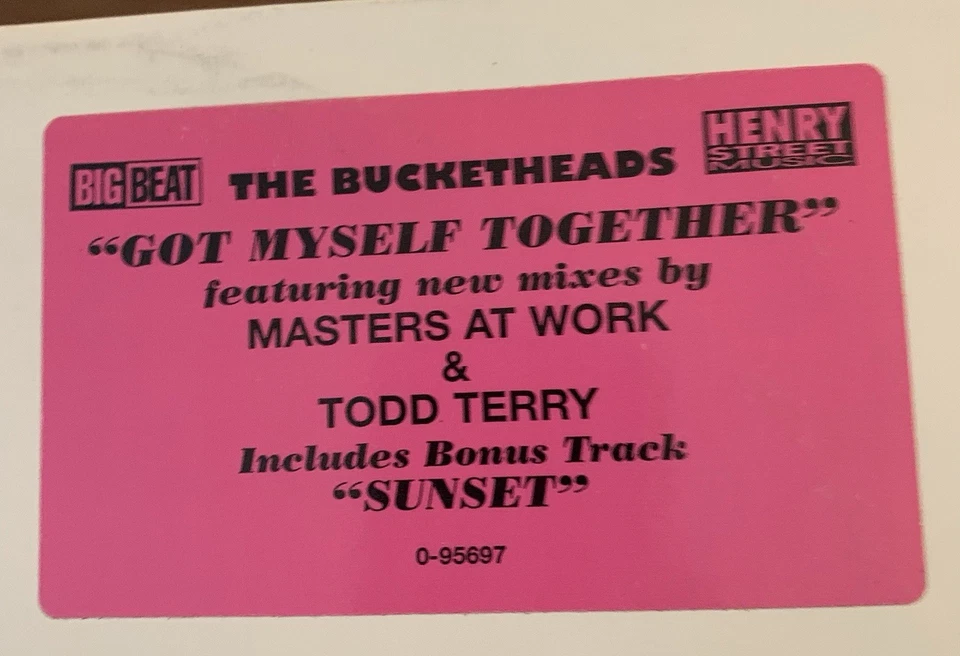 BIG BEAT
THE BUCKETHEADS
HENRY
STREET
MUSIC
“GOT MYSELF TOGETHER”
featuring new mixes by
MASTERS AT WORK
&
TODD TERRY
Includes Bonus Track
“SUNSET”
0-95697